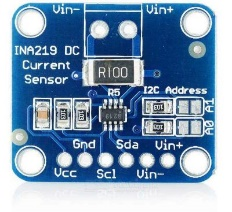 Vin- Vin+
INA219 DC
Current
Sensor
R100
R5
I2C Address
A1
A0
Gnd Sda Vin+
Vcc Scl Vin-